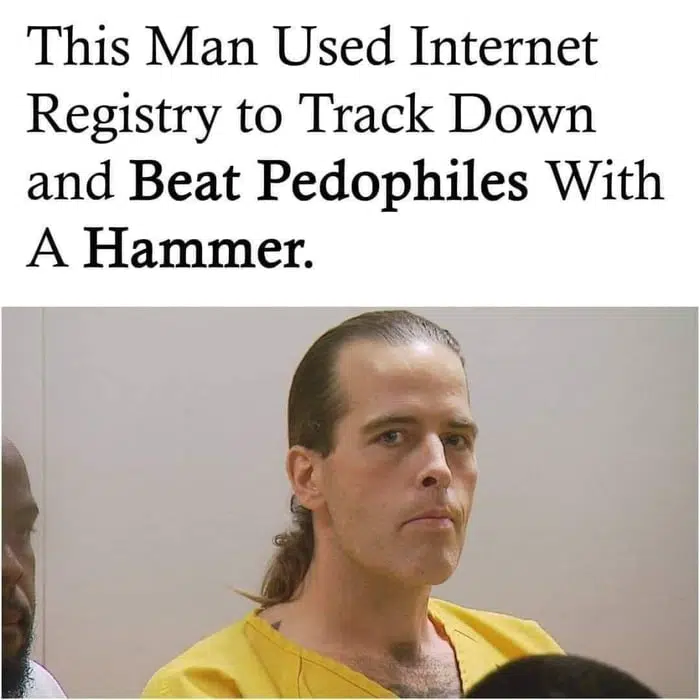 This Man Used Internet
Registry to Track Down
and Beat Pedophiles With
A Hammer.